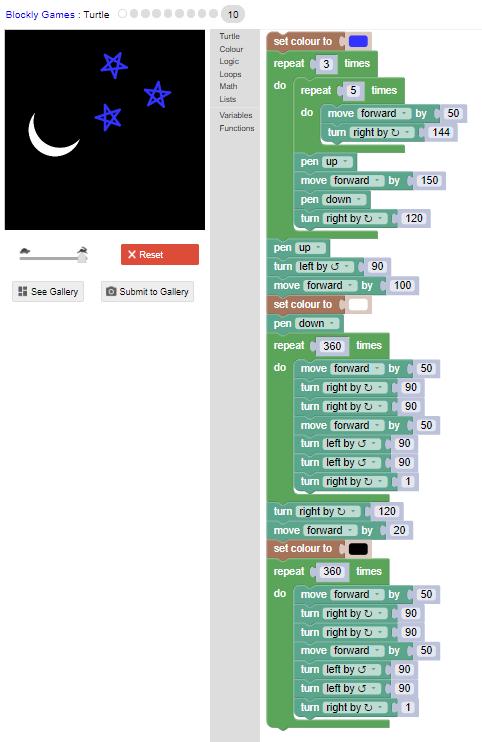 Blockly Games : Turtle 10
Turtle
Colour
Logic
Loops
Math
Lists
Variables
Functions
Reset
See Gallery
Submit to Gallery
set colour to
repeat 3 times
do repeat 5 times
do move forward by 50
turn right by ↻ 144
pen up
move forward by 150
pen down
turn right by ↻ 120
pen up
turn left by ↺ 90
move forward by 100
set colour to
pen down
repeat 360 times
do move forward by 50
turn right by ↻ 90
turn right by ↻ 90
move forward by 50
turn left by ↺ 90
turn left by ↺ 90
turn right by ↻ 1
turn right by ↻ 120
move forward by 20
set colour to
repeat 360 times
do move forward by 50
turn right by ↻ 90
turn right by ↻ 90
move forward by 50
turn left by ↺ 90
turn left by ↺ 90
turn right by ↻ 1